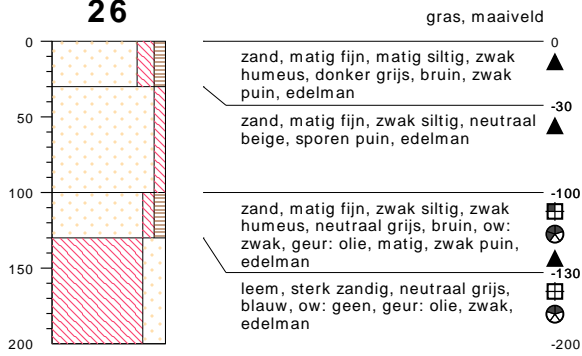 26
gras, maaiveld
0
0
zand, matig fijn, matig siltig, zwak
humeus, donker grijs, bruin, zwak
puin, edelman
-30
50
zand, matig fijn, zwak siltig, neutraal
beige, sporen puin, edelman
100
-100
zand, matig fijn, zwak siltig, zwak
humeus, neutraal grijs, bruin, ow:
zwak, geur: olie, matig, zwak puin,
edelman
-130
150
leem, sterk zandig, neutraal grijs,
blauw, ow: geen, geur: olie, zwak,
edelman
200
-200